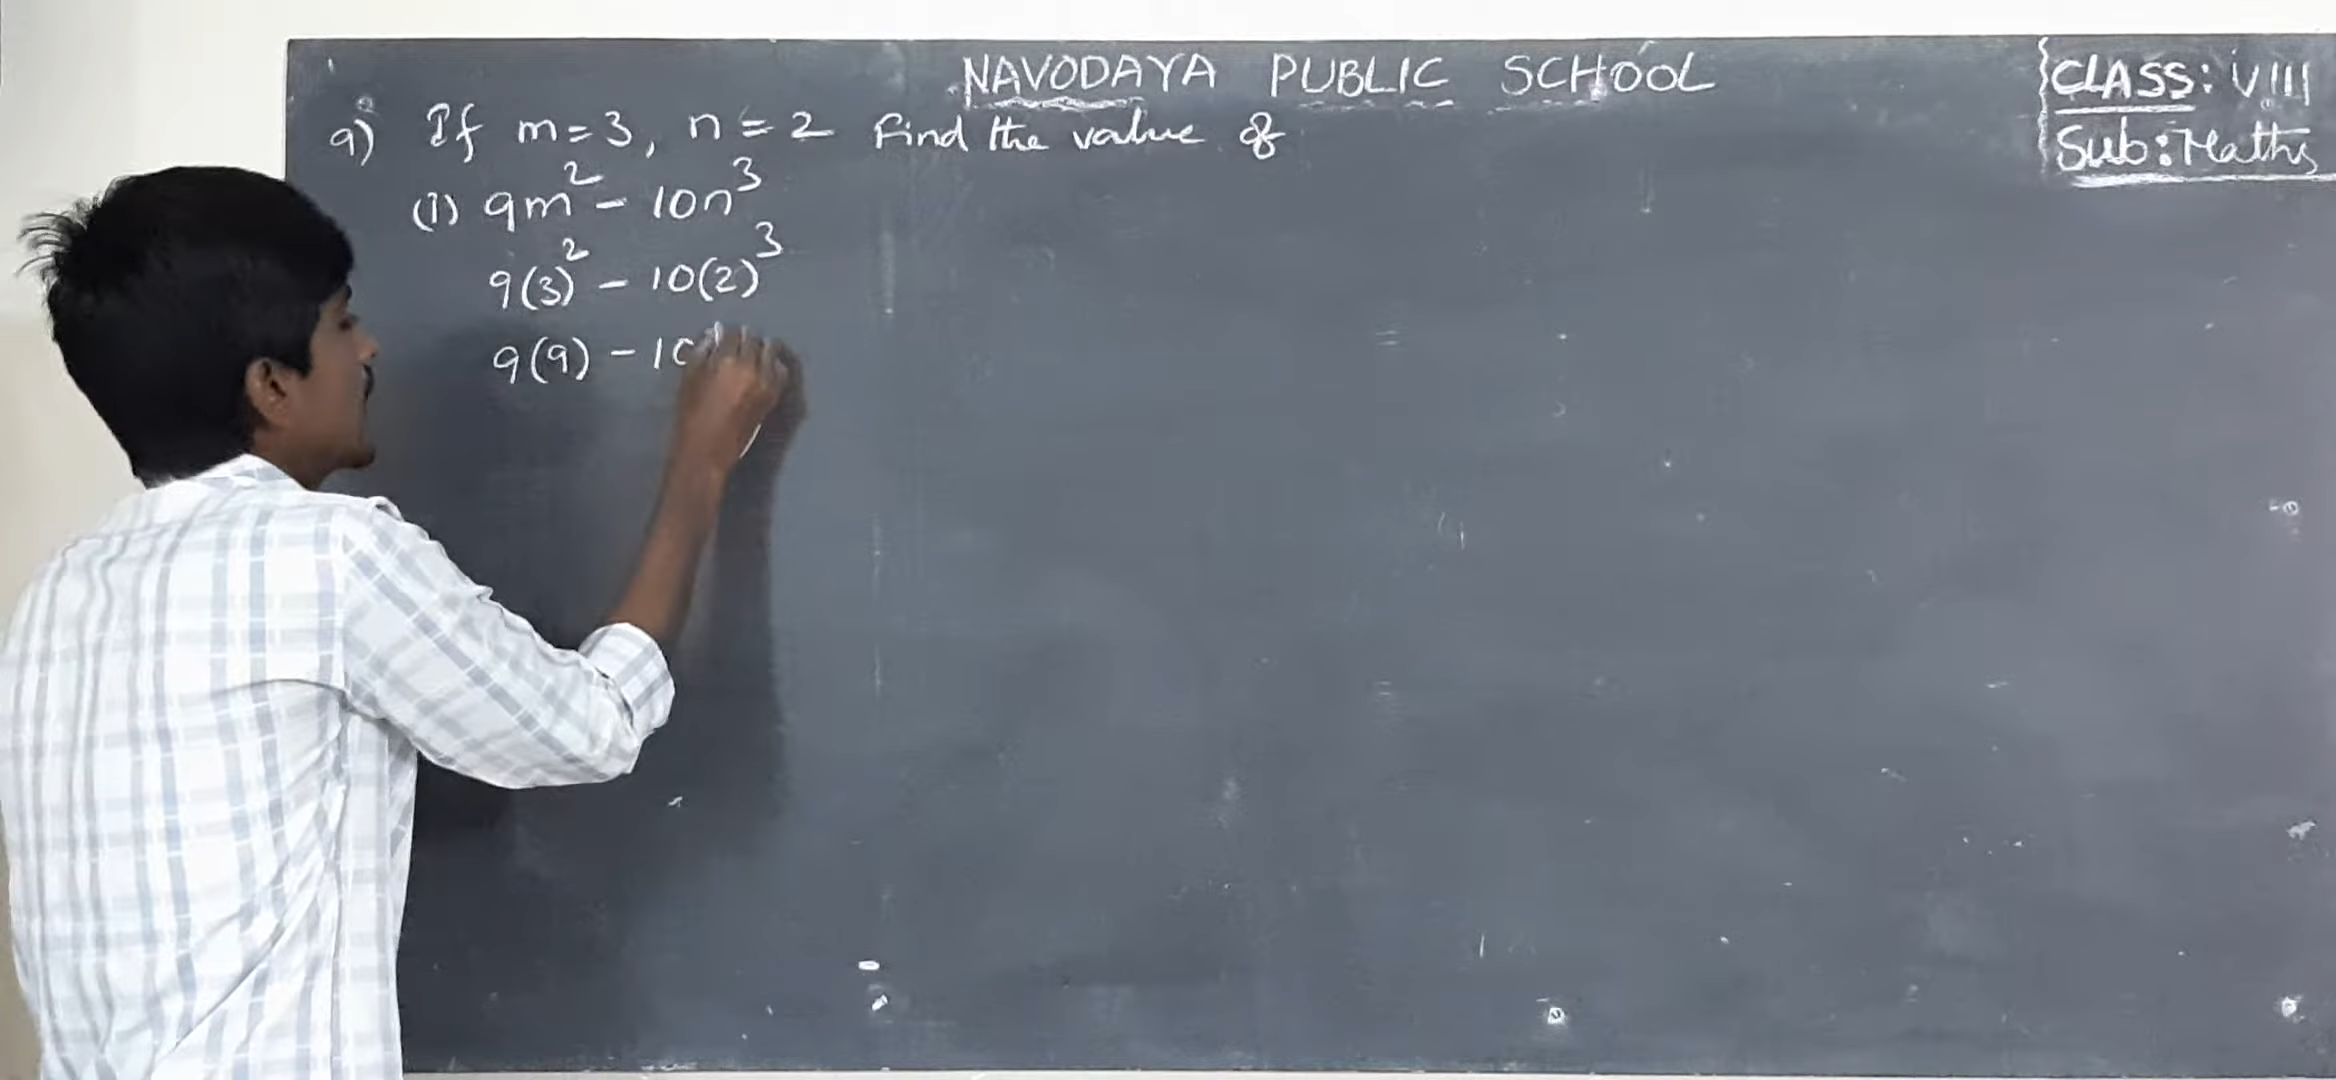 NAVODAYA PUBLIC SCHOOL
CLASS: VIII
Sub: Maths
9) If m = 3, n = 2 Find the value of
(i) 9m² - 10n³
9(3)² - 10(2)³
9(9) - 10